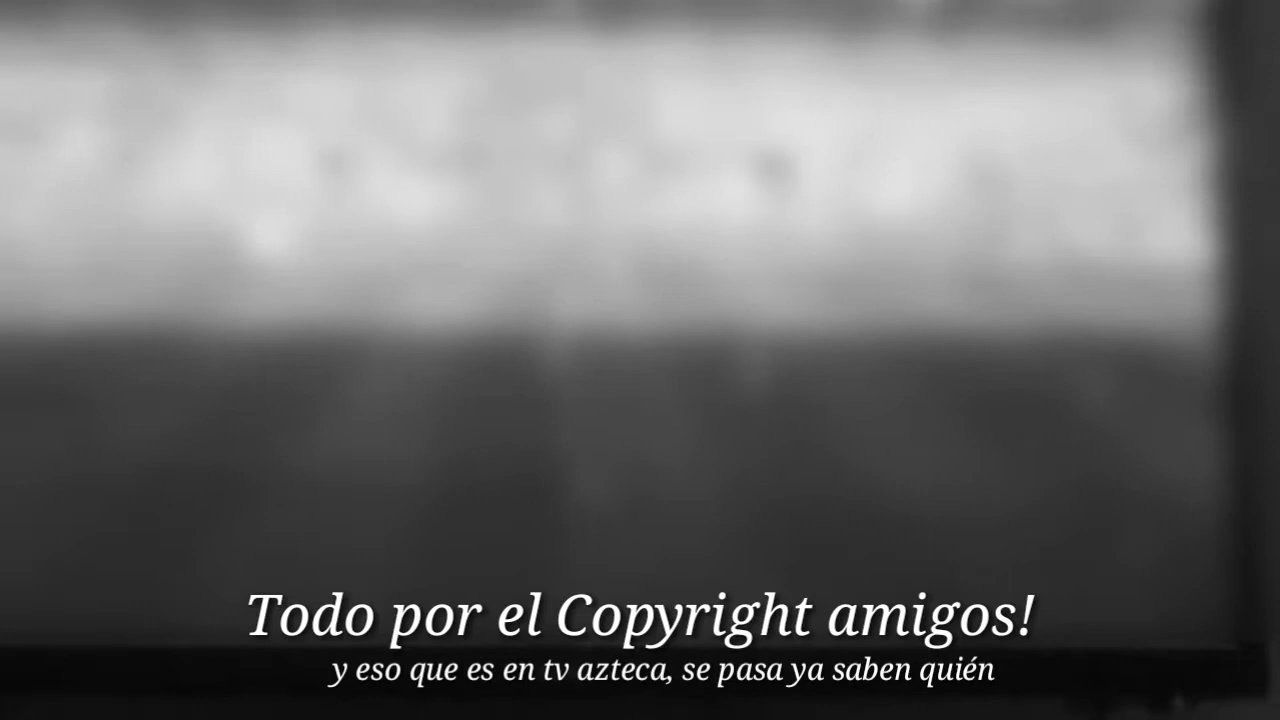 Todo por el Copyright amigos!
y eso que es en tv azteca, se pasa ya saben quién